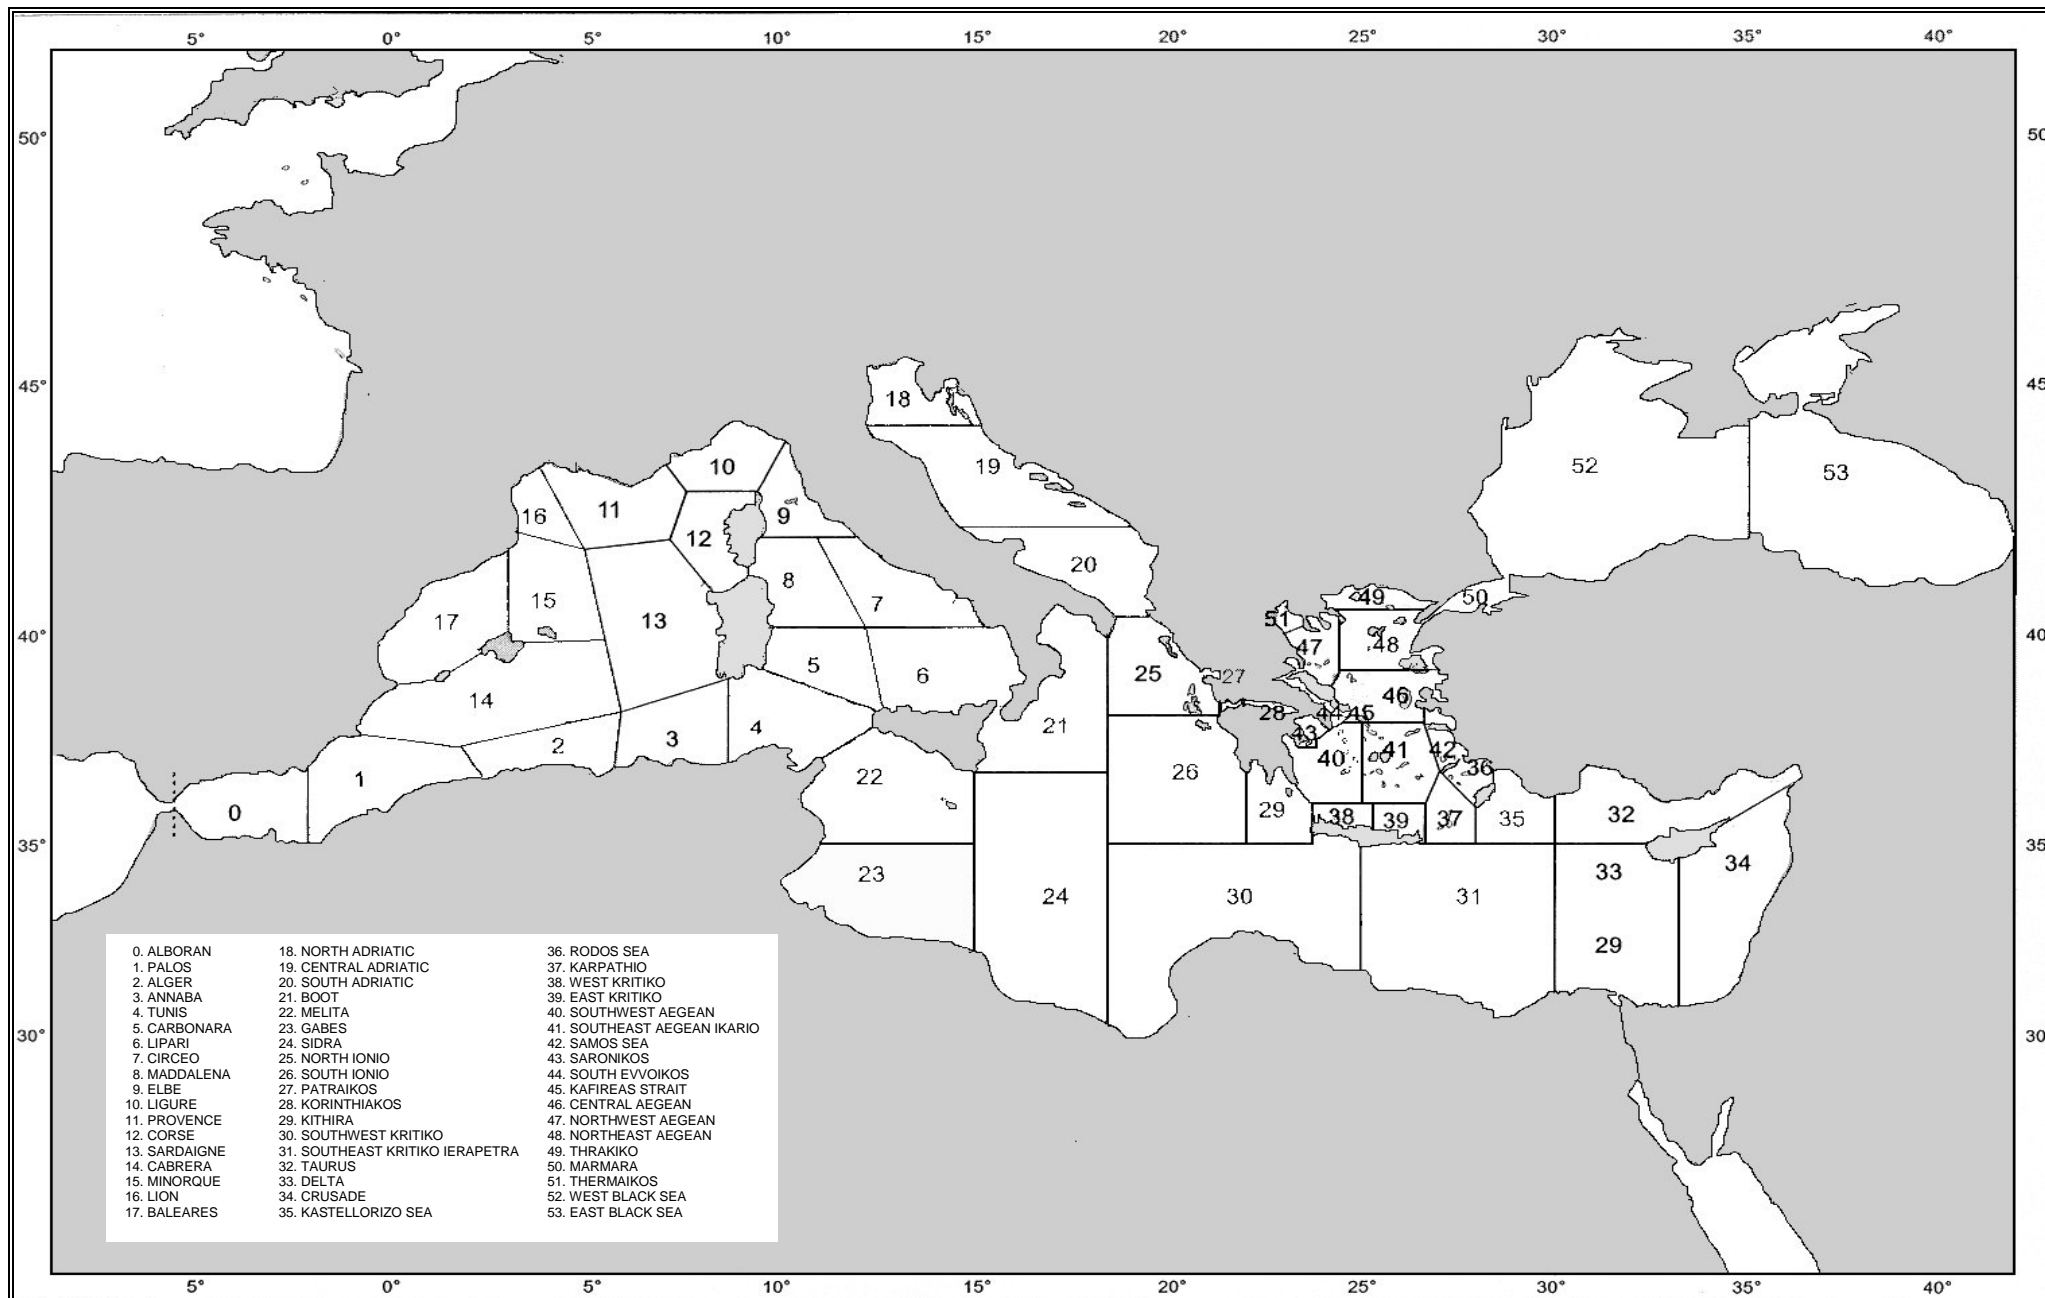 5° 0° 5° 10° 15° 20° 25° 30° 35° 40°
50° 50
45° 45
18
52
53
10
19
11
16
9
12
20
8
15
49
50
7
51
13
17
40° 40
47
48
5
25
27
6
46
14
28
44
45
21
43
4
3
2
41
42
40
36
1
22
26
29
35
32
0
38
39
37
35° 35
34
33
23
24
30
31
29
30° 30
0. ALBORAN
1. PALOS
2. ALGER
3. ANNABA
4. TUNIS
5. CARBONARA
6. LIPARI
7. CIRCEO
8. MADDALENA
9. ELBE
10. LIGURE
11. PROVENCE
12. CORSE
13. SARDAIGNE
14. CABRERA
15. MINORQUE
16. LION
17. BALEARES
18. NORTH ADRIATIC
19. CENTRAL ADRIATIC
20. SOUTH ADRIATIC
21. BOOT
22. MELITA
23. GABES
24. SIDRA
25. NORTH IONIO
26. SOUTH IONIO
27. PATRAIKOS
28. KORINTHIAKOS
29. KITHIRA
30. SOUTHWEST KRITIKO
31. SOUTHEAST KRITIKO IERAPETRA
32. TAURUS
33. DELTA
34. CRUSADE
35. KASTELLORIZO SEA
36. RODOS SEA
37. KARPATHIO
38. WEST KRITIKO
39. EAST KRITIKO
40. SOUTHWEST AEGEAN
41. SOUTHEAST AEGEAN IKARIO
42. SAMOS SEA
43. SARONIKOS
44. SOUTH EVVOIKOS
45. KAFIREAS STRAIT
46. CENTRAL AEGEAN
47. NORTHWEST AEGEAN
48. NORTHEAST AEGEAN
49. THRAKIKO
50. MARMARA
51. THERMAIKOS
52. WEST BLACK SEA
53. EAST BLACK SEA
5° 0° 5° 10° 15° 20° 25° 30° 35° 40°